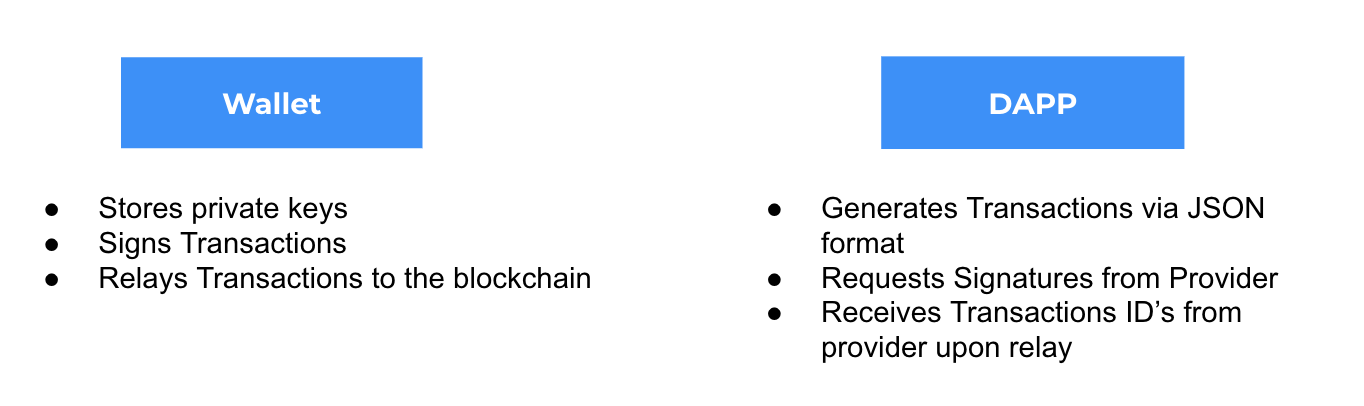 Wallet
● Stores private keys
● Signs Transactions
● Relays Transactions to the blockchain
DAPP
● Generates Transactions via JSON
format
● Requests Signatures from Provider
● Receives Transactions ID’s from
provider upon relay